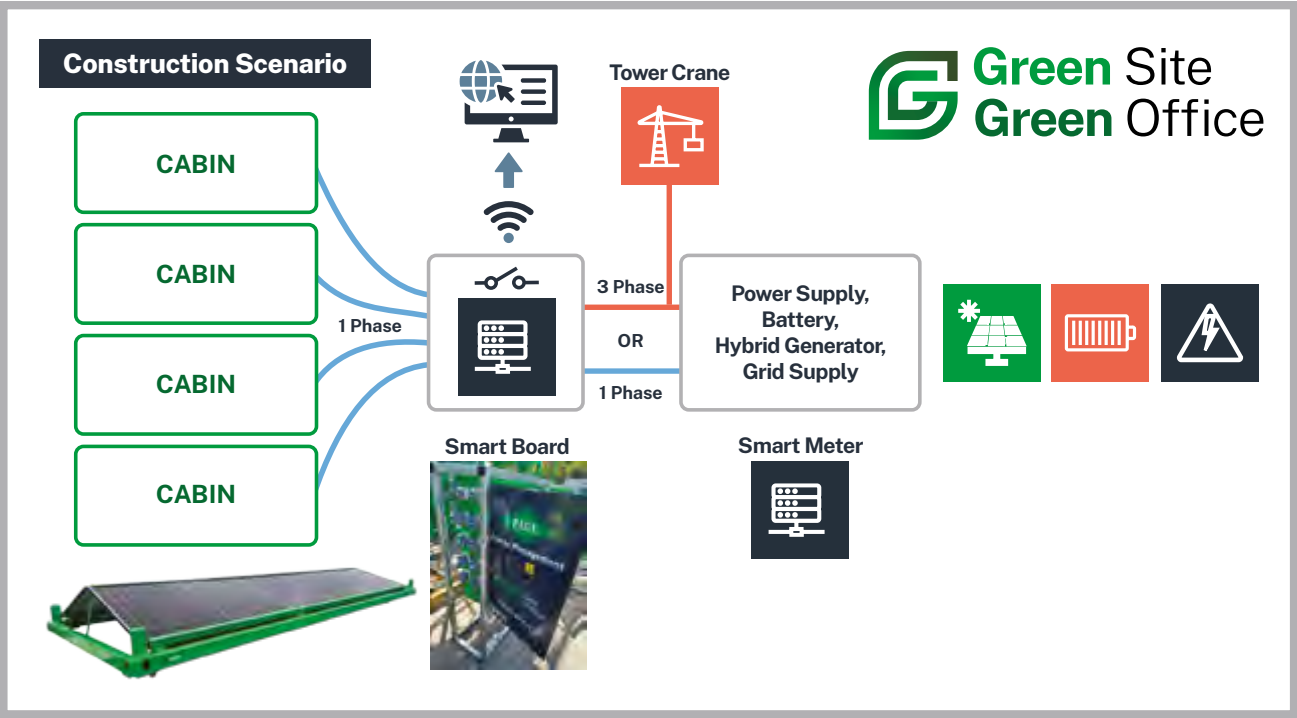 Construction Scenario
Green Site
Green Office
Tower Crane
CABIN
CABIN
CABIN
CABIN
1 Phase
3 Phase
OR
1 Phase
Power Supply,
Battery,
Hybrid Generator,
Grid Supply
Smart Board
Smart Meter